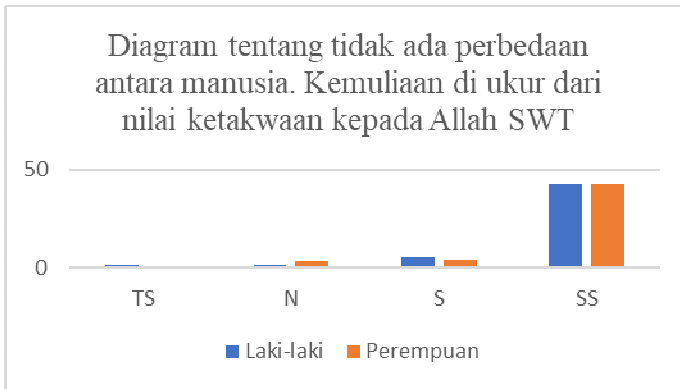 Diagram tentang tidak ada perbedaan
antara manusia. Kemuliaan di ukur dari
nilai ketakwaan kepada Allah SWT
50
0
TS N S SS
Laki-laki Perempuan